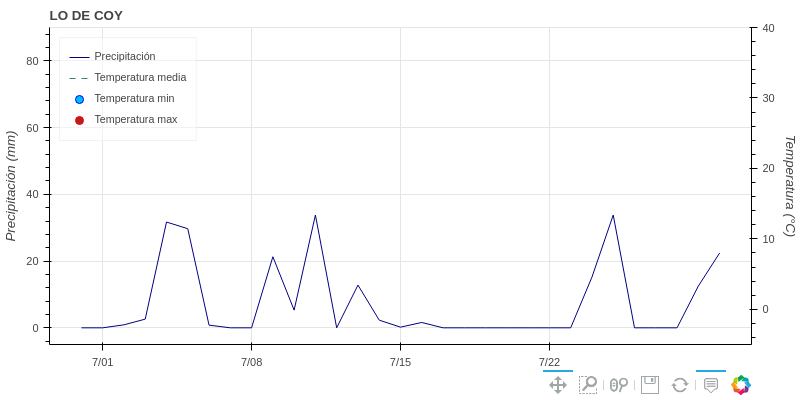 LO DE COY
Precipitación
Temperatura media
Temperatura min
Temperatura max
Precipitación (mm)
80
60
40
20
0
Temperatura (°C)
40
30
20
10
0
7/01
7/08
7/15
7/22